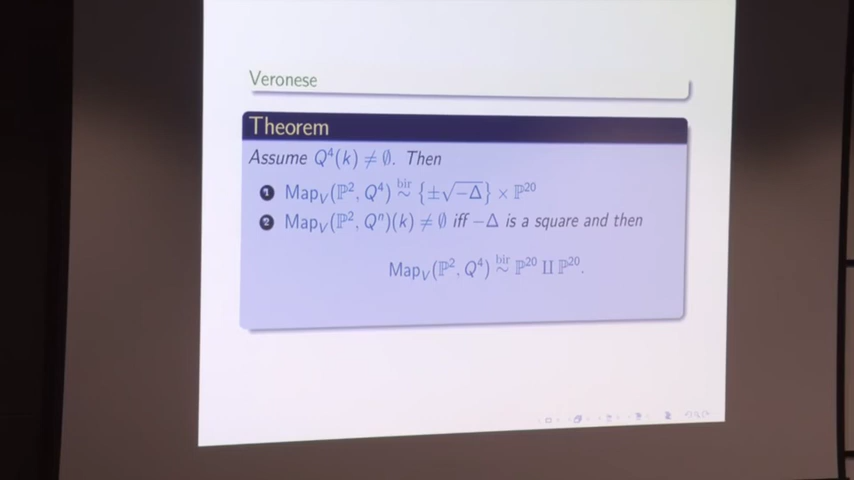 Veronese
Theorem
Assume Q⁴(k) ≠ ∅. Then
1 Map_V(ℙ², Q⁴) bir ∼ {±√−Δ} × ℙ²⁰
2 Map_V(ℙ², Qⁿ)(k) ≠ ∅ iff −Δ is a square and then
Map_V(ℙ², Q⁴) bir ∼ ℙ²⁰ ∐ ℙ²⁰.